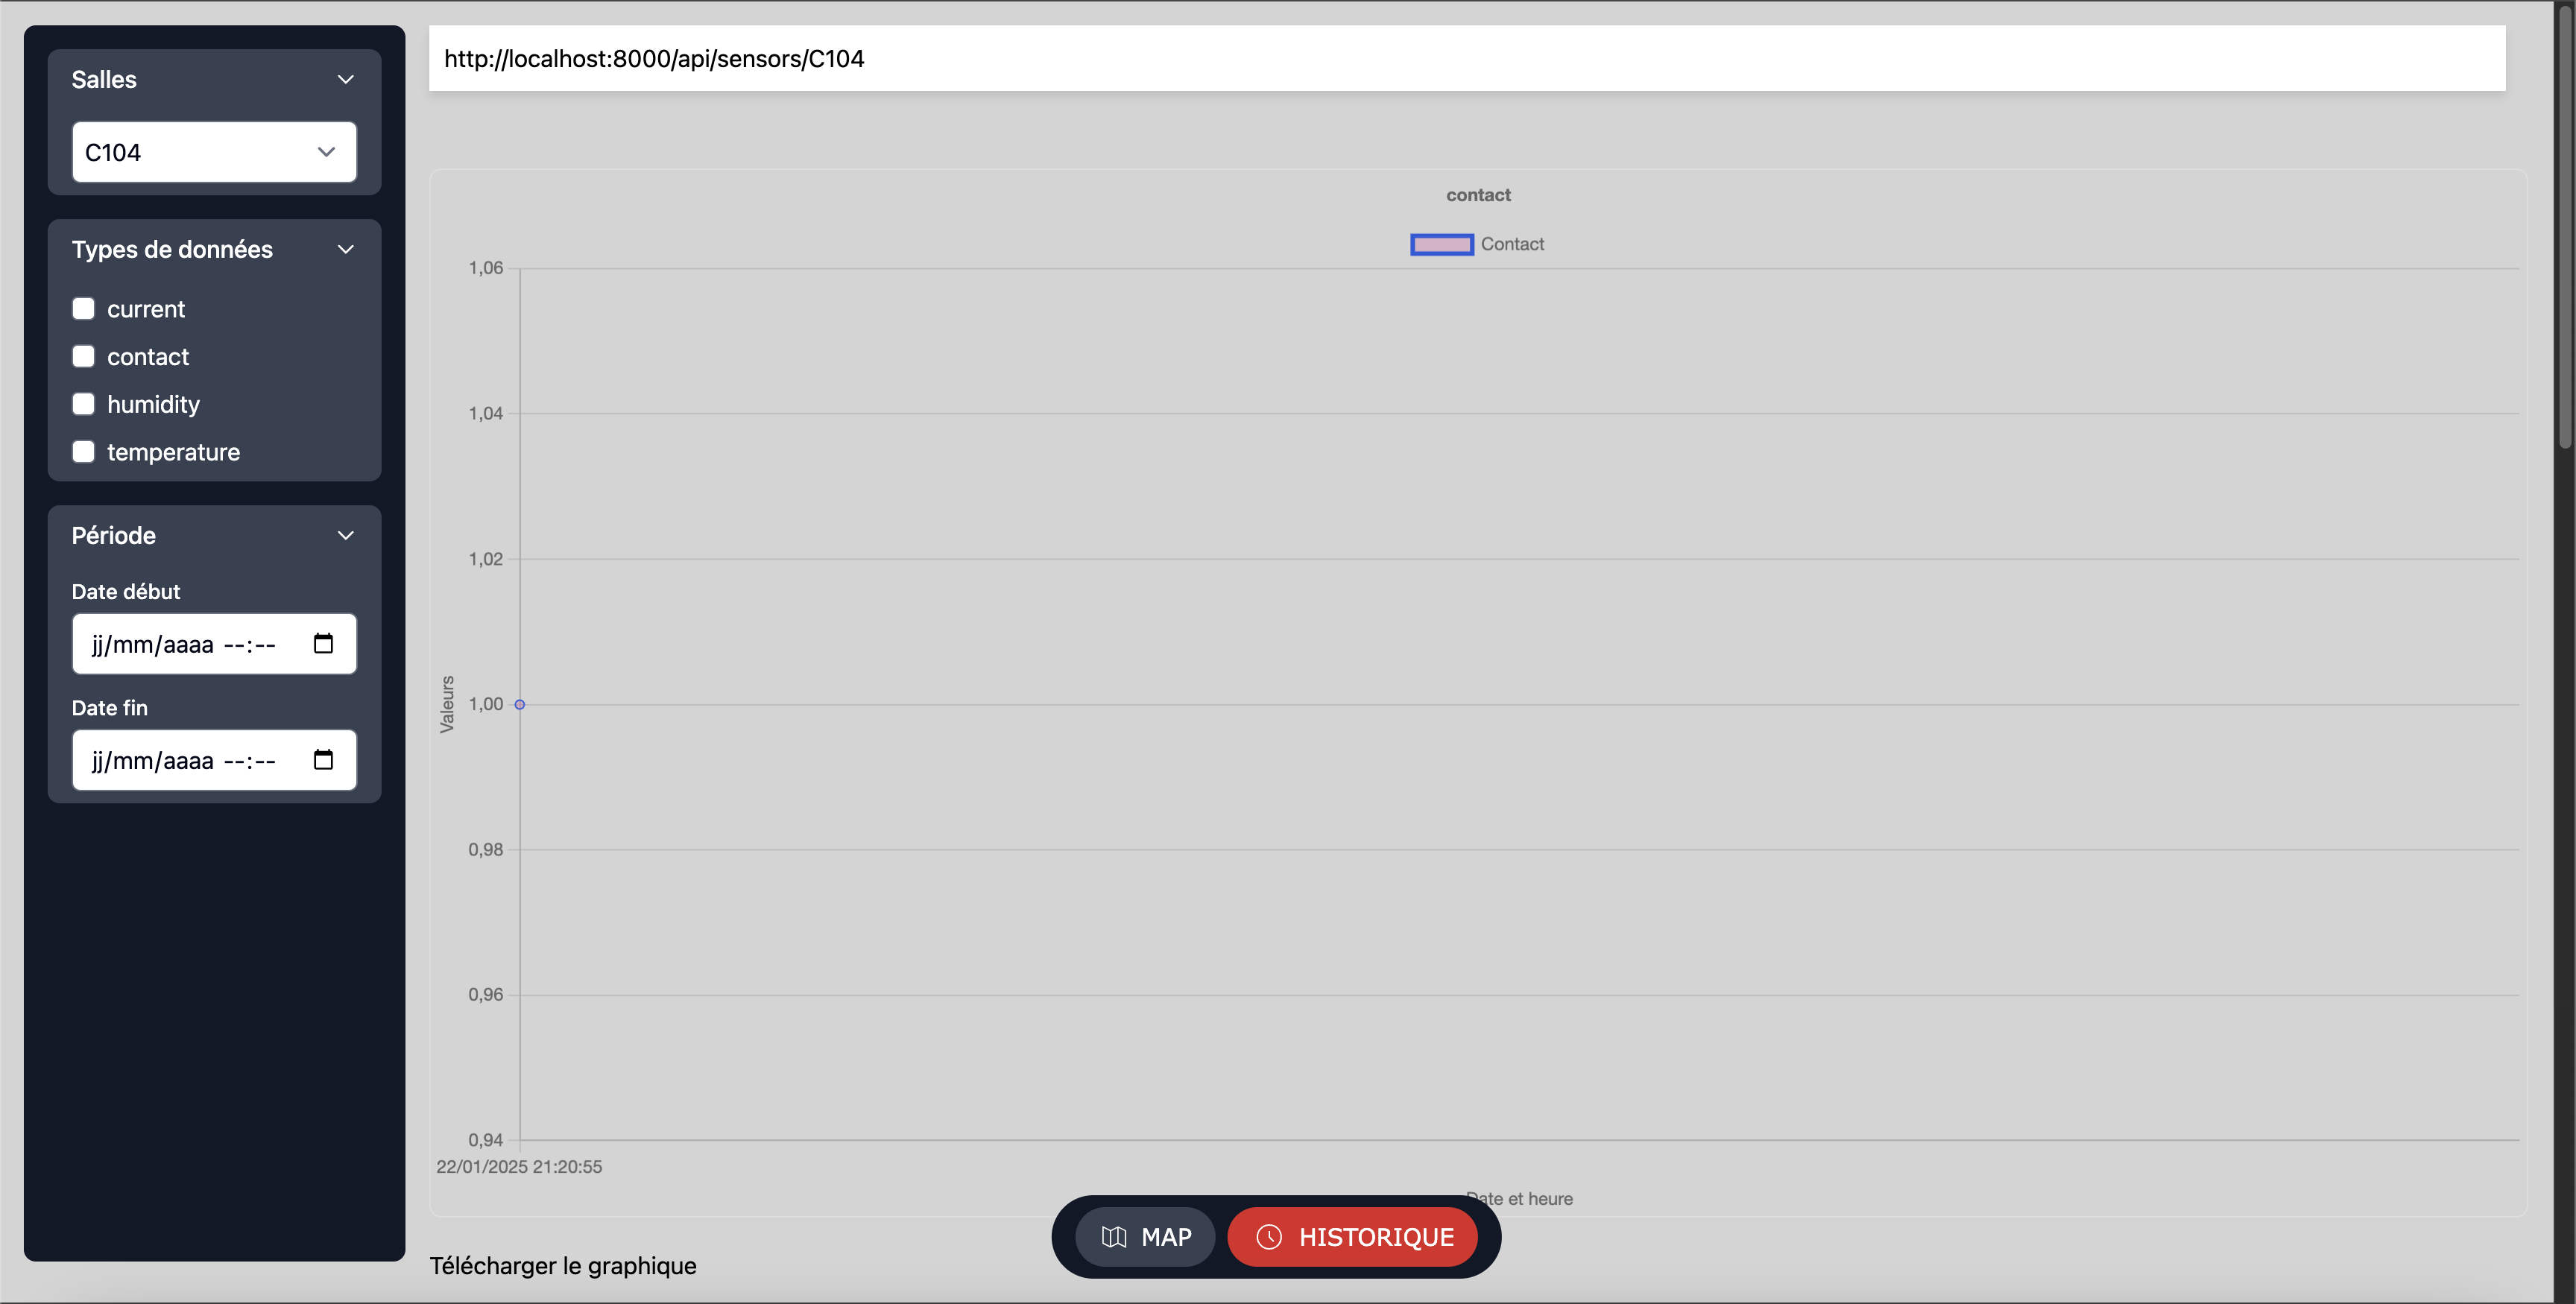 Salles
C104
Types de données
current
contact
humidity
temperature
Période
Date début
jj/mm/aaaa --:--
Date fin
jj/mm/aaaa --:--
http://localhost:8000/api/sensors/C104
contact
Contact
1,06
1,04
1,02
1,00
0,98
0,96
0,94
Valeurs
22/01/2025 21:20:55
Date et heure
MAP
HISTORIQUE
Télécharger le graphique